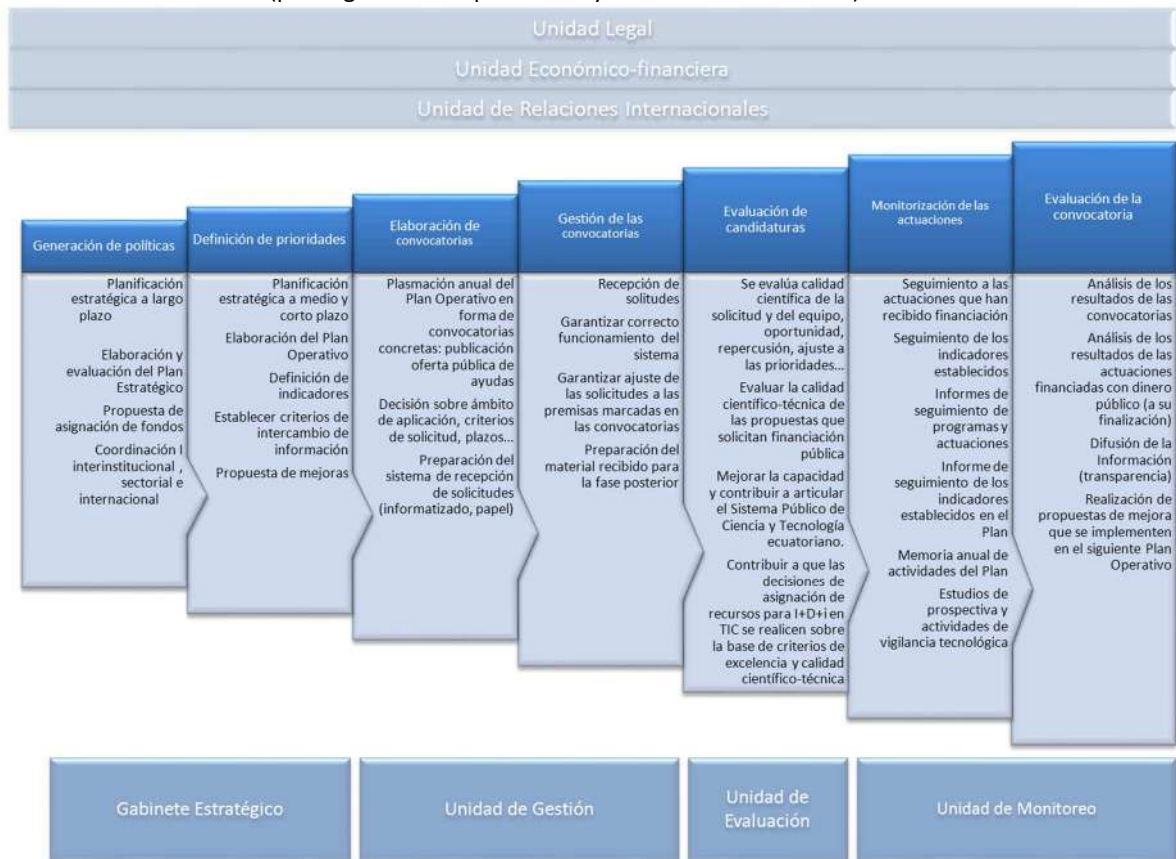 Unidad Legal
Unidad Económico-financiera
Unidad de Relaciones Internacionales
Generación de políticas
Planificación
estratégica a largo
plazo
Elaboración y
evaluación del Plan
Estratégico
Propuesta de
asignación de fondos
Coordinación I
interinstitucional ,
sectorial e
internacional
Definición de prioridades
Planificación
estratégica a medio y
corto plazo
Elaboración del Plan
Operativo
Definición de
indicadores
Establecer criterios de
intercambio de
información
Propuesta de mejoras
Elaboración de
convocatorias
Plasmación anual del
Plan Operativo en
forma de
convocatorias
concretas: publicación
oferta pública de
ayudas
Decisión sobre ámbito
de aplicación, criterios
de solicitud, plazos...
Preparación del
sistema de recepción
de solicitudes
(informatizado, papel)
Gestión de las
convocatorias
Recepción de
solitudes
Garantizar correcto
funcionamiento del
sistema
Garantizar ajuste de
las solicitudes a las
premisas marcadas en
las convocatorias
Preparación del
material recibido para
la fase posterior
Evaluación de
candidaturas
Se evalúa calidad
científica de la
solicitud y del equipo,
oportunidad,
repercusión, ajuste a
las prioridades...
Evaluar la calidad
científico-técnica de
las propuestas que
solicitan financiación
pública
Mejorar la capacidad
y contribuir a articular
el Sistema Público de
Ciencia y Tecnología
ecuatoriano.
Contribuir a que las
decisiones de
asignación de
recursos para I+D+i en
TIC se realicen sobre
la base de criterios de
excelencia y calidad
científico-técnica
Monitorización de las
actuaciones
Seguimiento a las
actuaciones que han
recibido financiación
Seguimiento de los
indicadores
establecidos
Informes de
seguimiento de
programas y
actuaciones
Informe de
seguimiento de los
indicadores
establecidos en el
Plan
Memoria anual de
actividades del Plan
Estudios de
prospectiva y
actividades de
vigilancia tecnológica
Evaluación de la
convocatoria
Análisis de los
resultados de las
convocatorias
Análisis de los
resultados de las
actuaciones
financiadas con dinero
público (a su
finalización)
Difusión de la
Información
(transparencia)
Realización de
propuestas de mejora
que se implementen
en el siguiente Plan
Operativo
Gabinete Estratégico
Unidad de Gestión
Unidad de
Evaluación
Unidad de Monitoreo